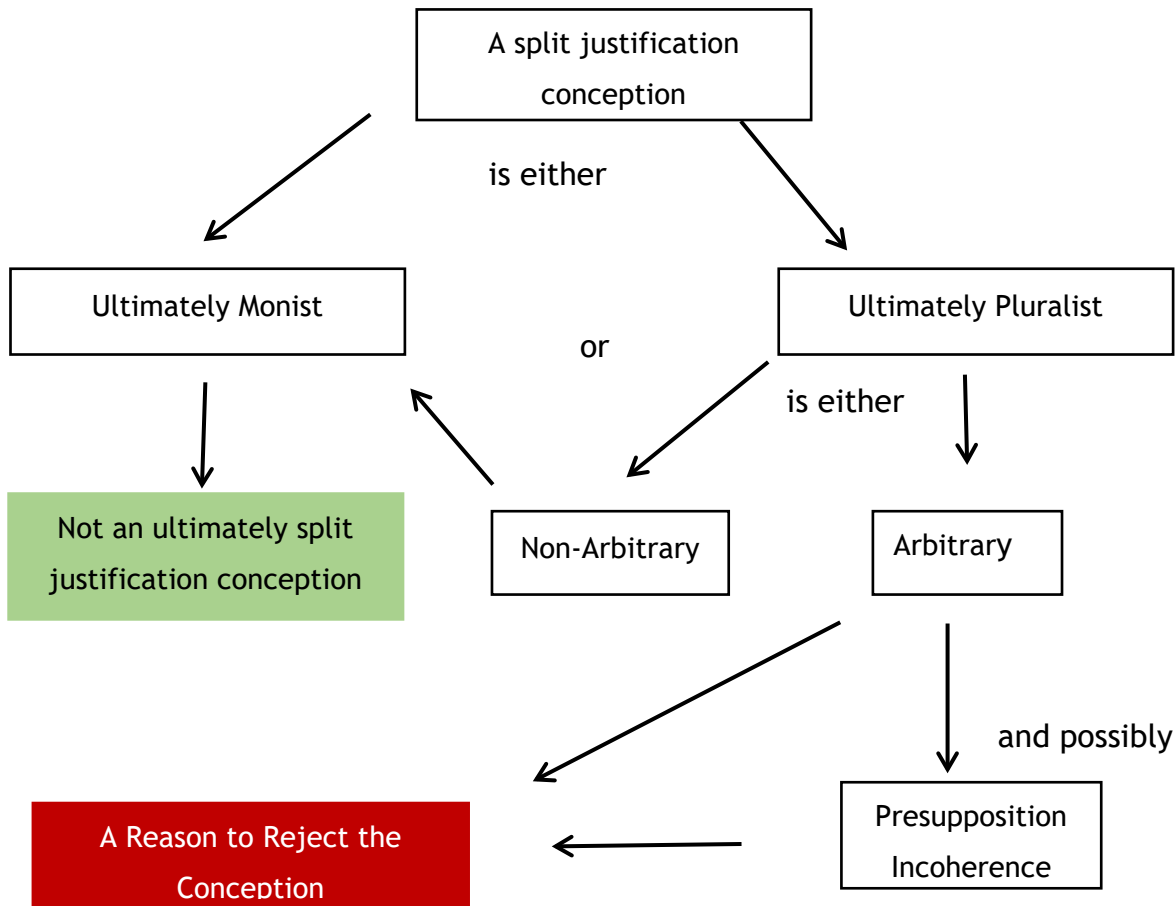 A split justification
conception
is either
Ultimately Monist
Ultimately Pluralist
or
is either
Not an ultimately split
justification conception
Non-Arbitrary
Arbitrary
and possibly
Presupposition
Incoherence
A Reason to Reject the
Conception